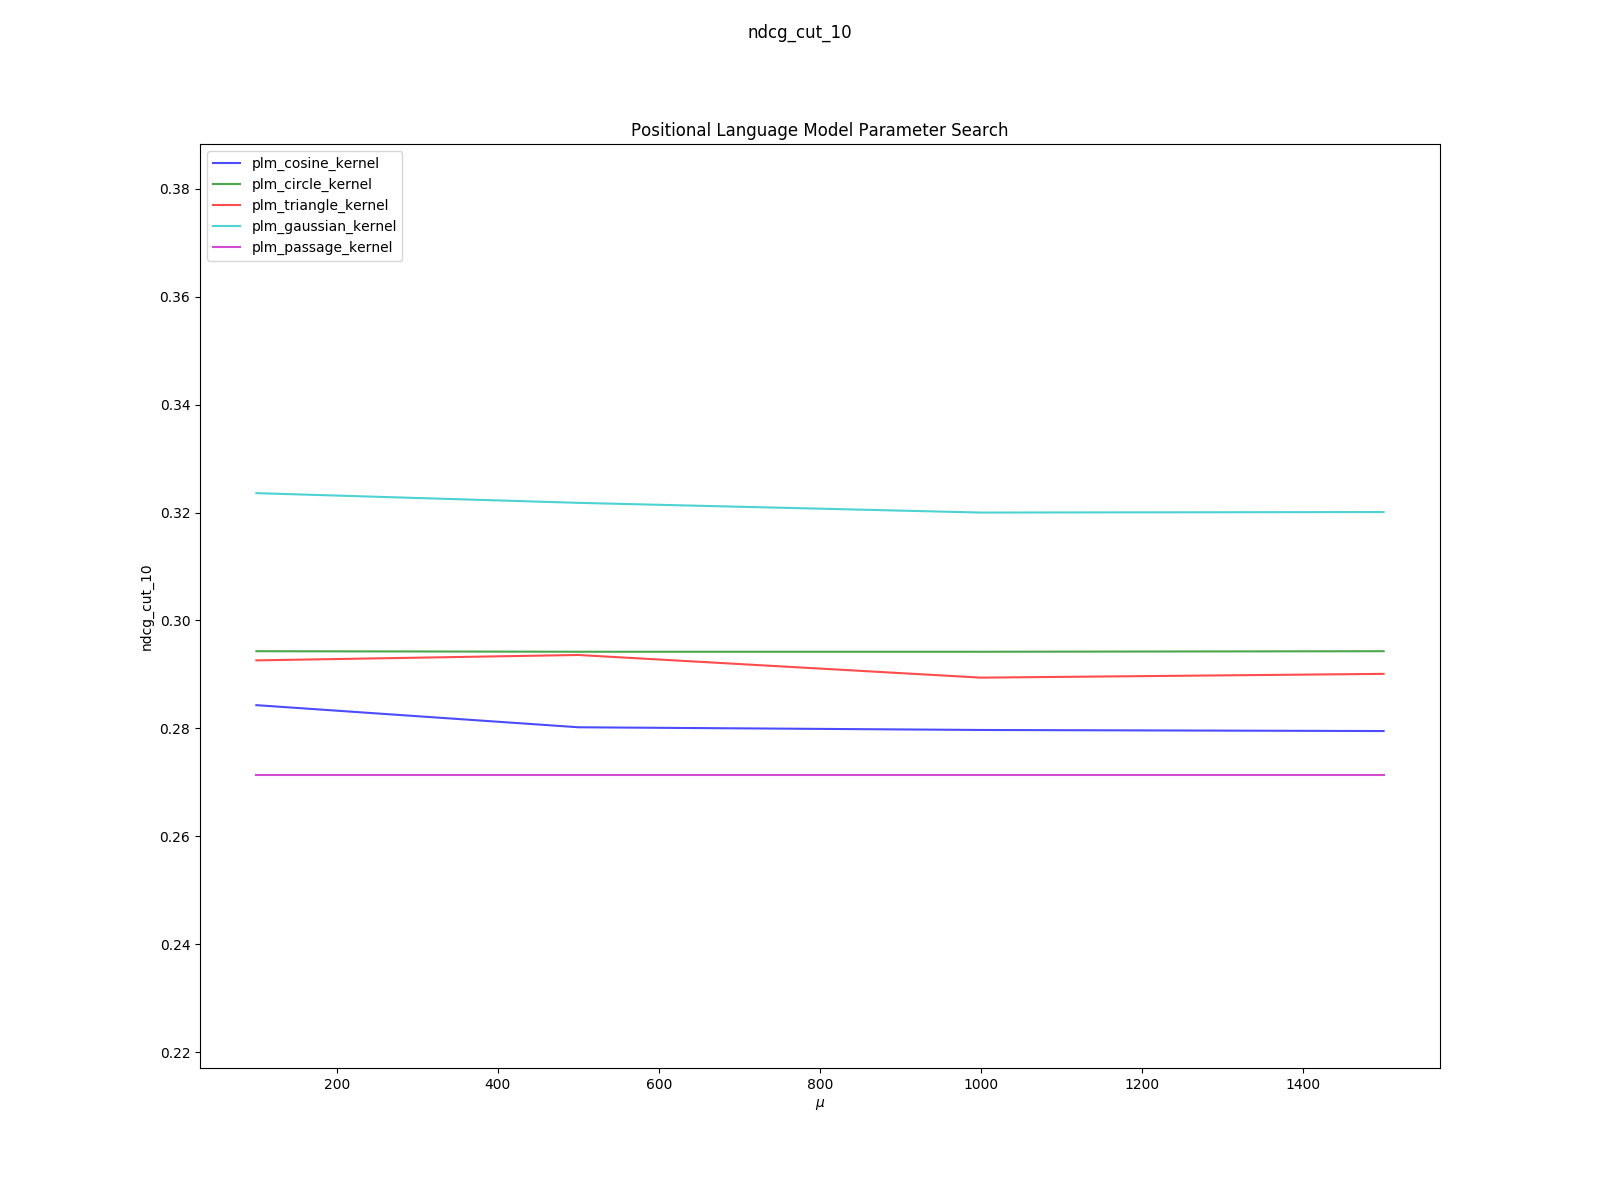 ndcg_cut_10
Positional Language Model Parameter Search
plm_cosine_kernel
plm_circle_kernel
plm_triangle_kernel
plm_gaussian_kernel
plm_passage_kernel
0.38
0.36
0.34
0.32
0.30
0.28
0.26
0.24
0.22
ndcg_cut_10
200 400 600 800 1000 1200 1400
μ